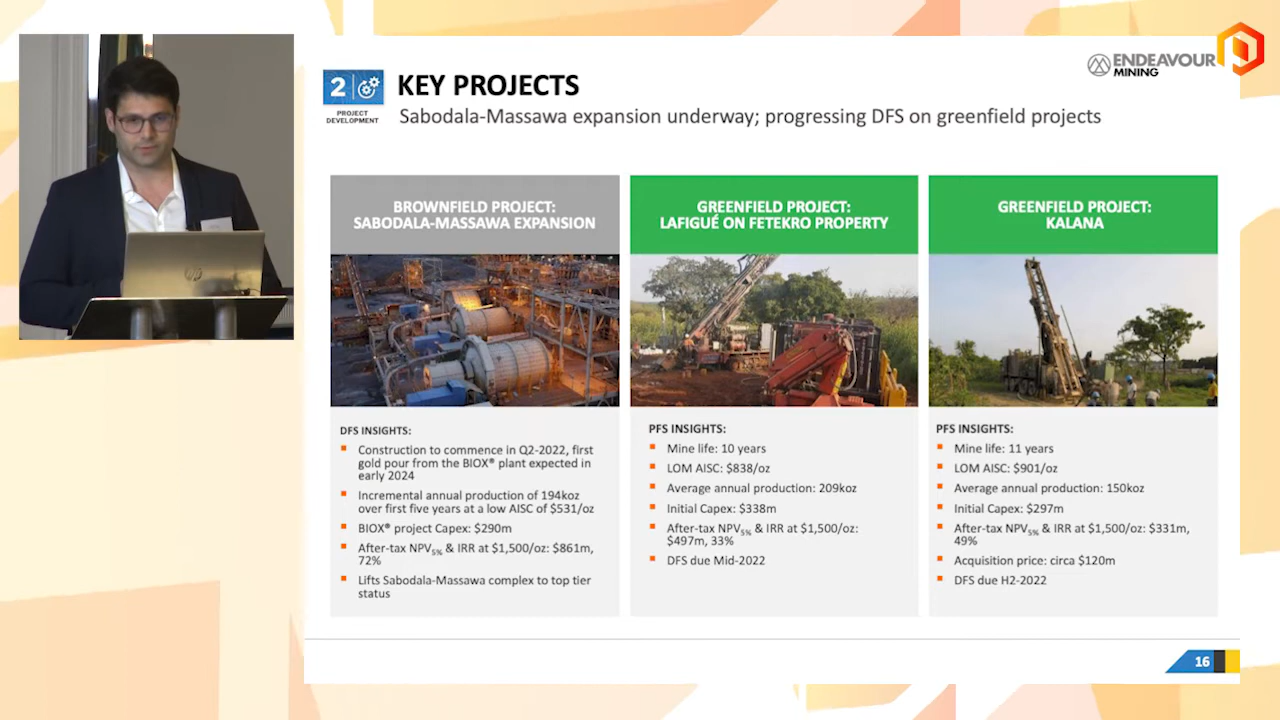 ENDEAVOUR
MINING
2
PROJECT
DEVELOPMENT
KEY PROJECTS
Sabodala-Massawa expansion underway; progressing DFS on greenfield projects
BROWNFIELD PROJECT:
SABODALA-MASSAWA EXPANSION
DFS INSIGHTS:
Construction to commence in Q2-2022, first
gold pour from the BIOX® plant expected in
early 2024
Incremental annual production of 194koz
over first five years at a low AISC of $531/oz
BIOX® project Capex: $290m
After-tax NPV5% & IRR at $1,500/oz: $861m,
72%
Lifts Sabodala-Massawa complex to top tier
status
GREENFIELD PROJECT:
LAFIGUÉ ON FETEKRO PROPERTY
PFS INSIGHTS:
Mine life: 10 years
LOM AISC: $838/oz
Average annual production: 209koz
Initial Capex: $338m
After-tax NPV5% & IRR at $1,500/oz:
$497m, 33%
DFS due Mid-2022
GREENFIELD PROJECT:
KALANA
PFS INSIGHTS:
Mine life: 11 years
LOM AISC: $901/oz
Average annual production: 150koz
Initial Capex: $297m
After-tax NPV5% & IRR at $1,500/oz: $331m,
49%
Acquisition price: circa $120m
DFS due H2-2022
16